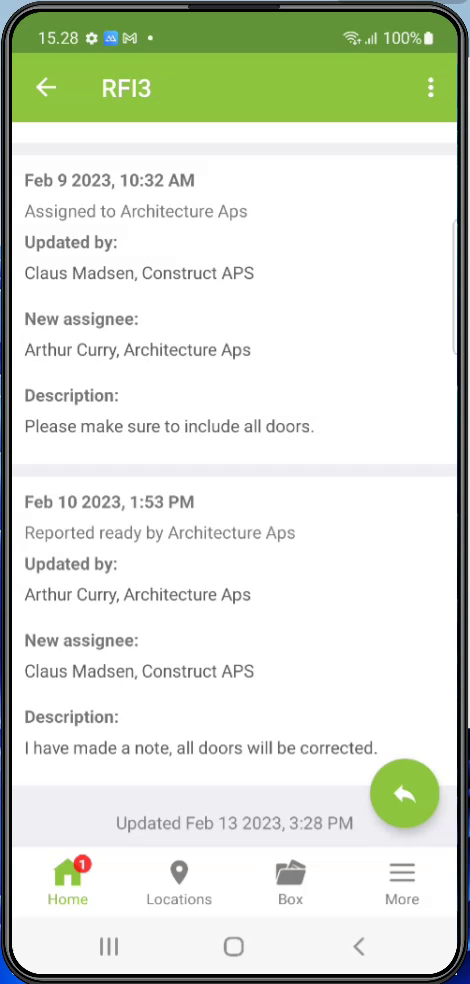 15.28
100%
RFI3
Feb 9 2023, 10:32 AM
Assigned to Architecture Aps
Updated by:
Claus Madsen, Construct APS
New assignee:
Arthur Curry, Architecture Aps
Description:
Please make sure to include all doors.
Feb 10 2023, 1:53 PM
Reported ready by Architecture Aps
Updated by:
Arthur Curry, Architecture Aps
New assignee:
Claus Madsen, Construct APS
Description:
I have made a note, all doors will be corrected.
Updated Feb 13 2023, 3:28 PM
1
Home
Locations
Box
More